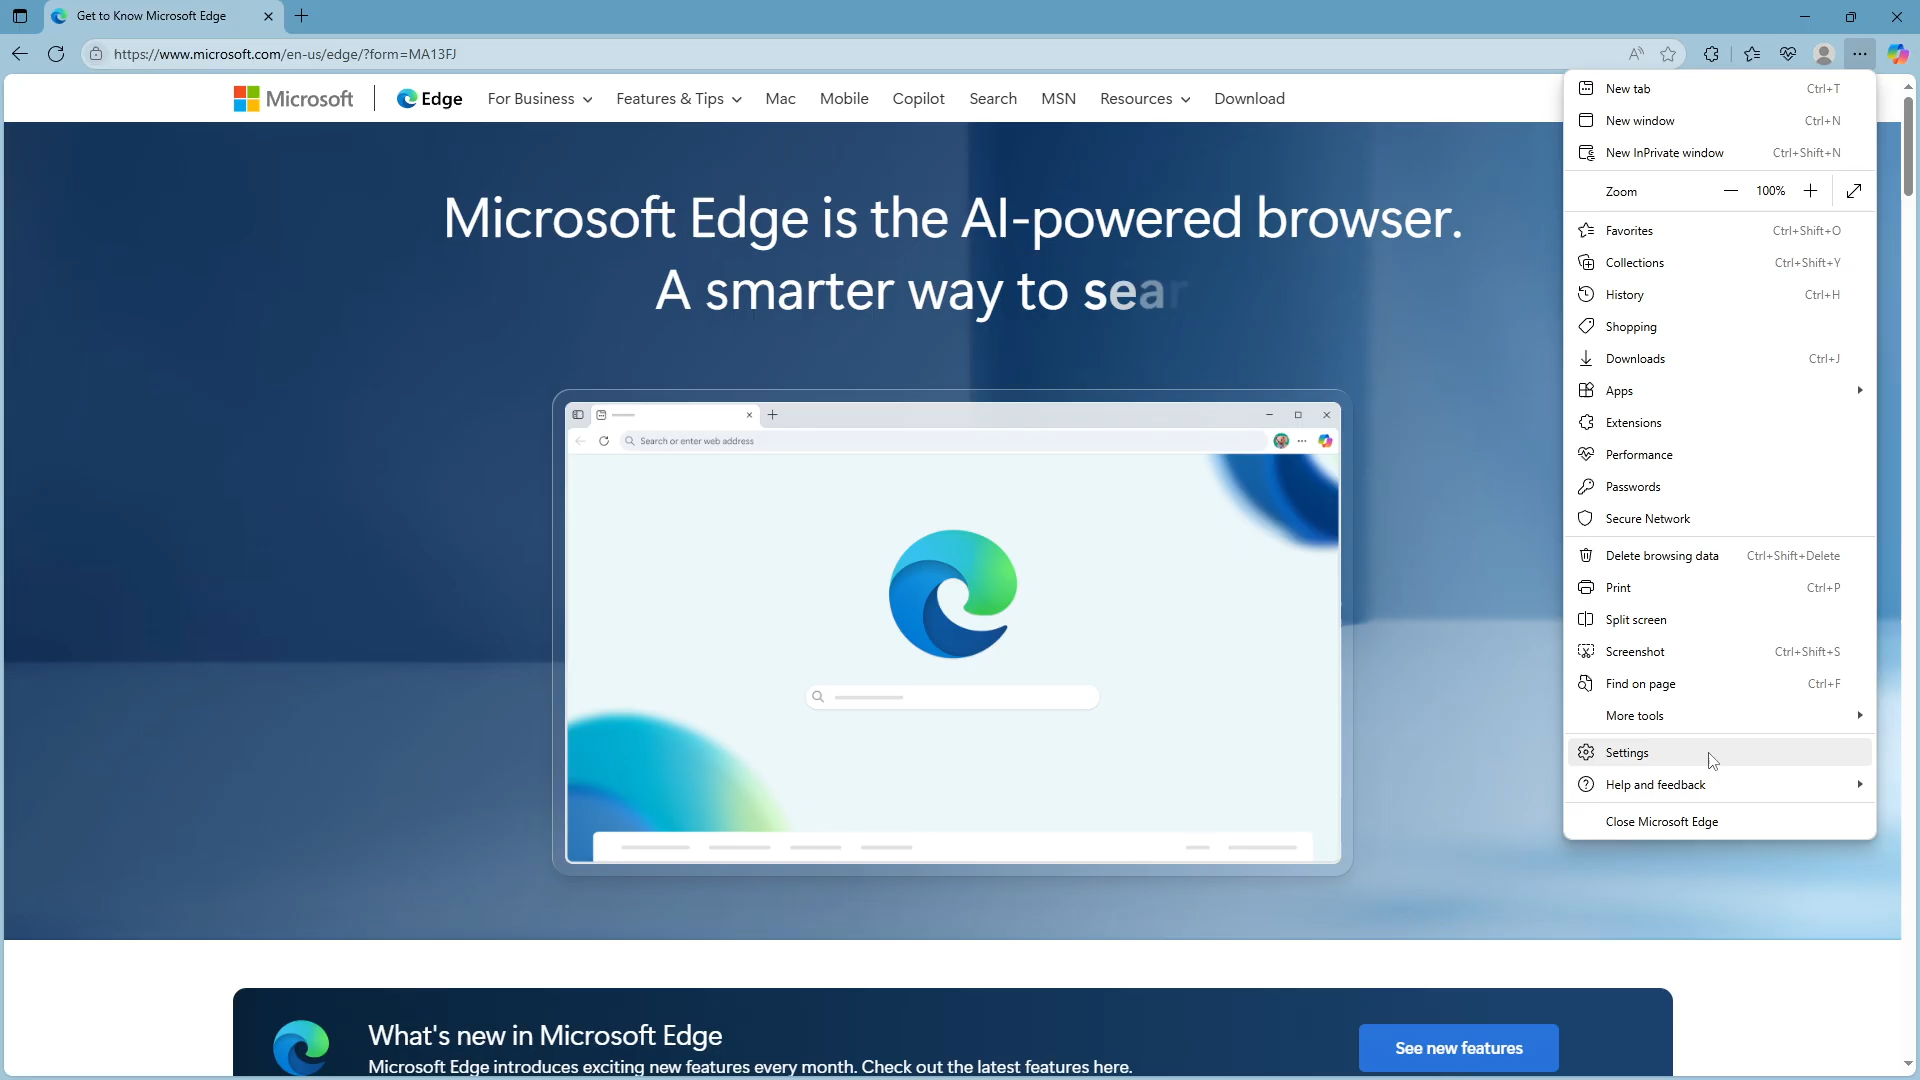 Get to Know Microsoft Edge
https://www.microsoft.com/en-us/edge/?form=MA13FJ
Microsoft
Edge
For Business
Features & Tips
Mac
Mobile
Copilot
Search
MSN
Resources
Download
Microsoft Edge is the AI-powered browser.
A smarter way to sear
Search or enter web address
New tab Ctrl+T
New window Ctrl+N
New InPrivate window Ctrl+Shift+N
Zoom 100%
Favorites Ctrl+Shift+O
Collections Ctrl+Shift+Y
History Ctrl+H
Shopping
Downloads Ctrl+J
Apps
Extensions
Performance
Passwords
Secure Network
Delete browsing data Ctrl+Shift+Delete
Print Ctrl+P
Split screen
Screenshot Ctrl+Shift+S
Find on page Ctrl+F
More tools
Settings
Help and feedback
Close Microsoft Edge
What's new in Microsoft Edge
Microsoft Edge introduces exciting new features every month. Check out the latest features here.
See new features